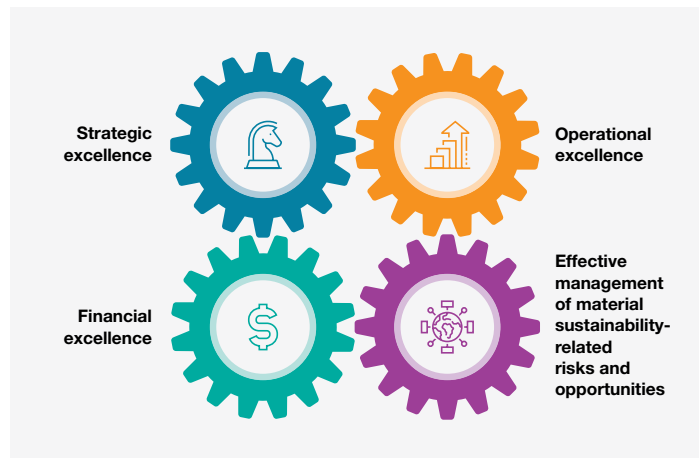 Strategic
excellence
Operational
excellence
Financial
excellence
Effective
management
of material
sustainability-
related
risks and
opportunities